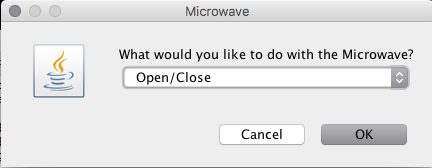 Microwave
What would you like to do with the Microwave?
Open/Close
Cancel
OK